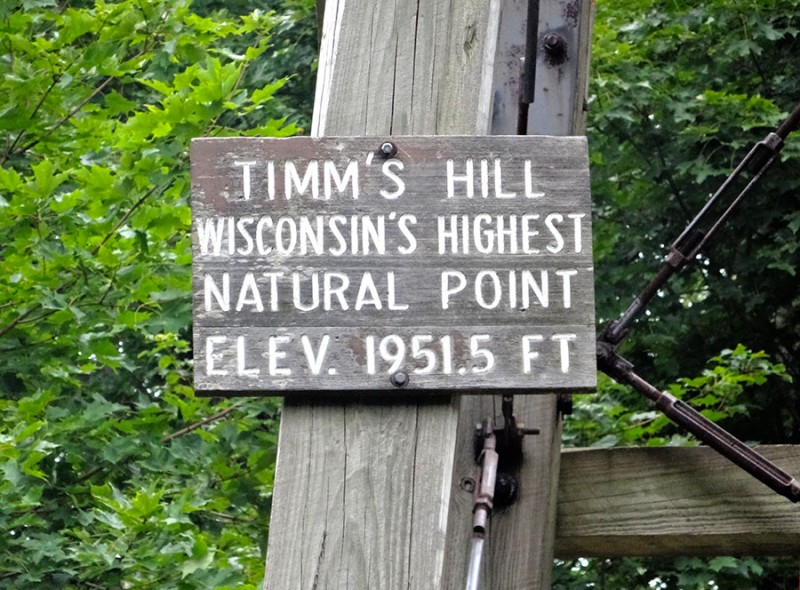 TIMM'S HILL
WISCONSIN'S HIGHEST
NATURAL POINT
ELEV. 1951.5 FT